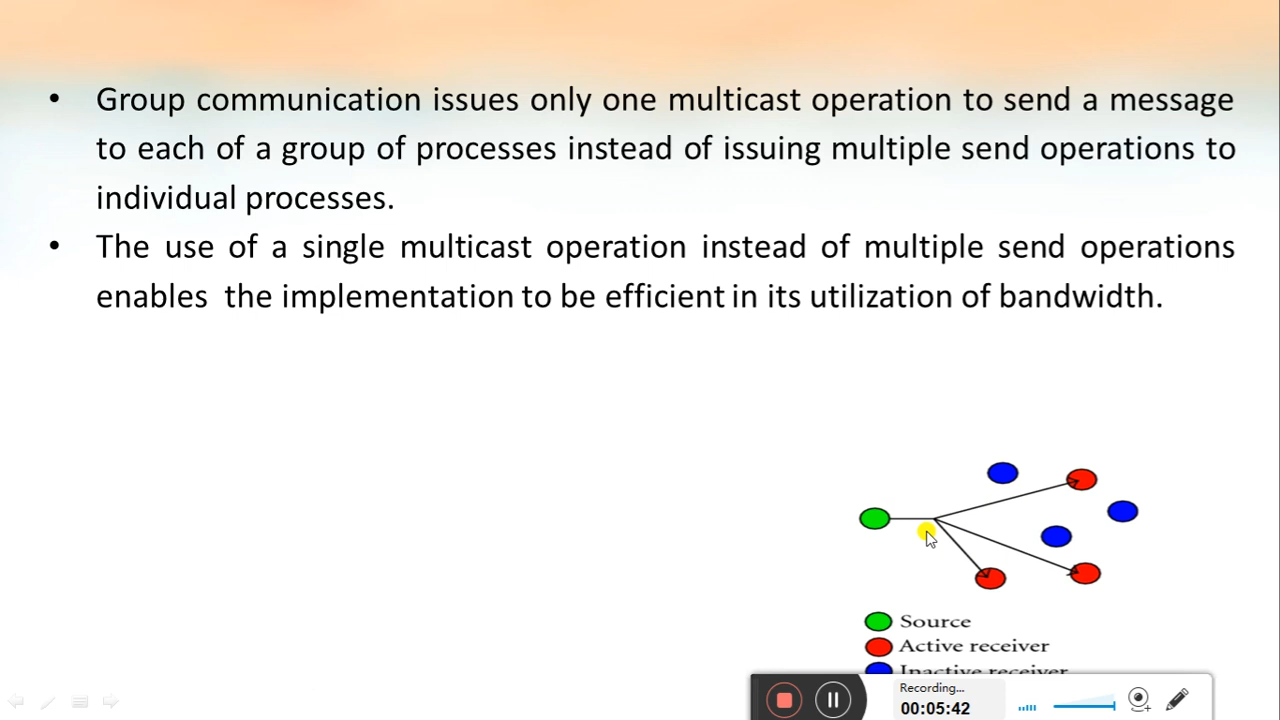 • Group communication issues only one multicast operation to send a message
to each of a group of processes instead of issuing multiple send operations to
individual processes.
• The use of a single multicast operation instead of multiple send operations
enables the implementation to be efficient in its utilization of bandwidth.
Source
Active receiver
Inactive receiver
Recording...
00:05:42